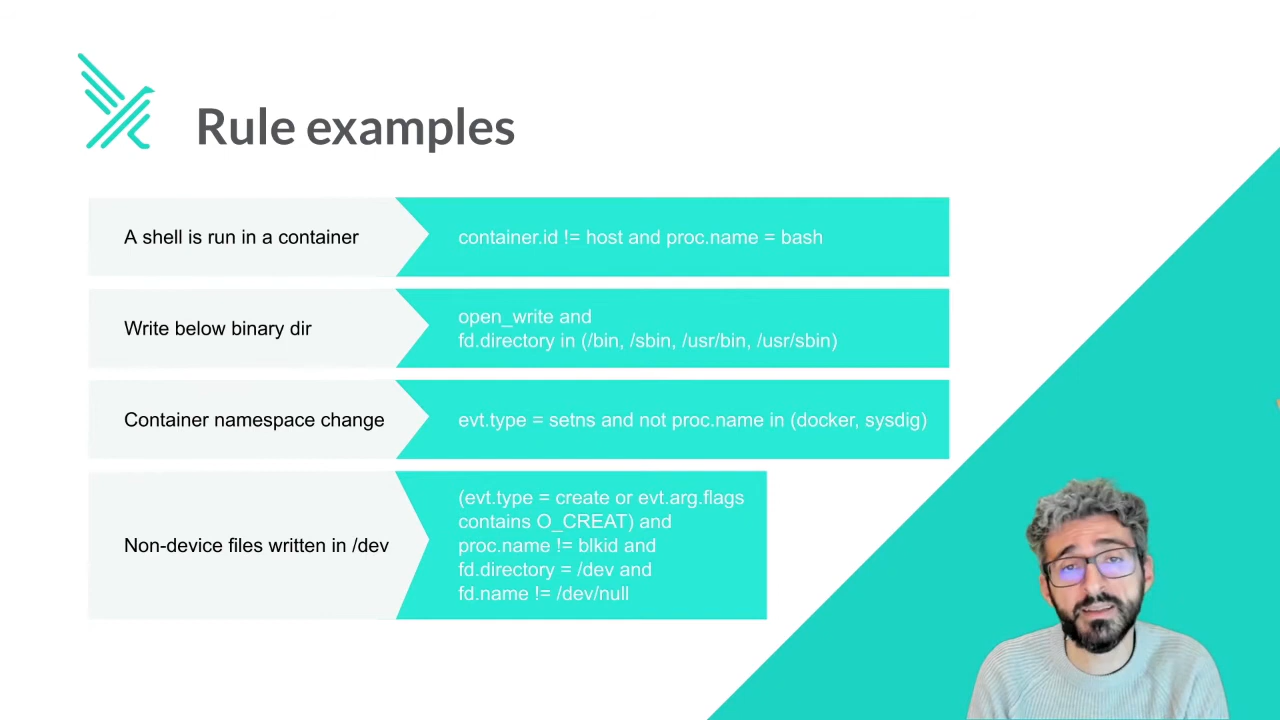 Rule examples
A shell is run in a container
container.id != host and proc.name = bash
Write below binary dir
open_write and
fd.directory in (/bin, /sbin, /usr/bin, /usr/sbin)
Container namespace change
evt.type = setns and not proc.name in (docker, sysdig)
Non-device files written in /dev
(evt.type = create or evt.arg.flags
contains O_CREAT) and
proc.name != blkid and
fd.directory = /dev and
fd.name != /dev/null